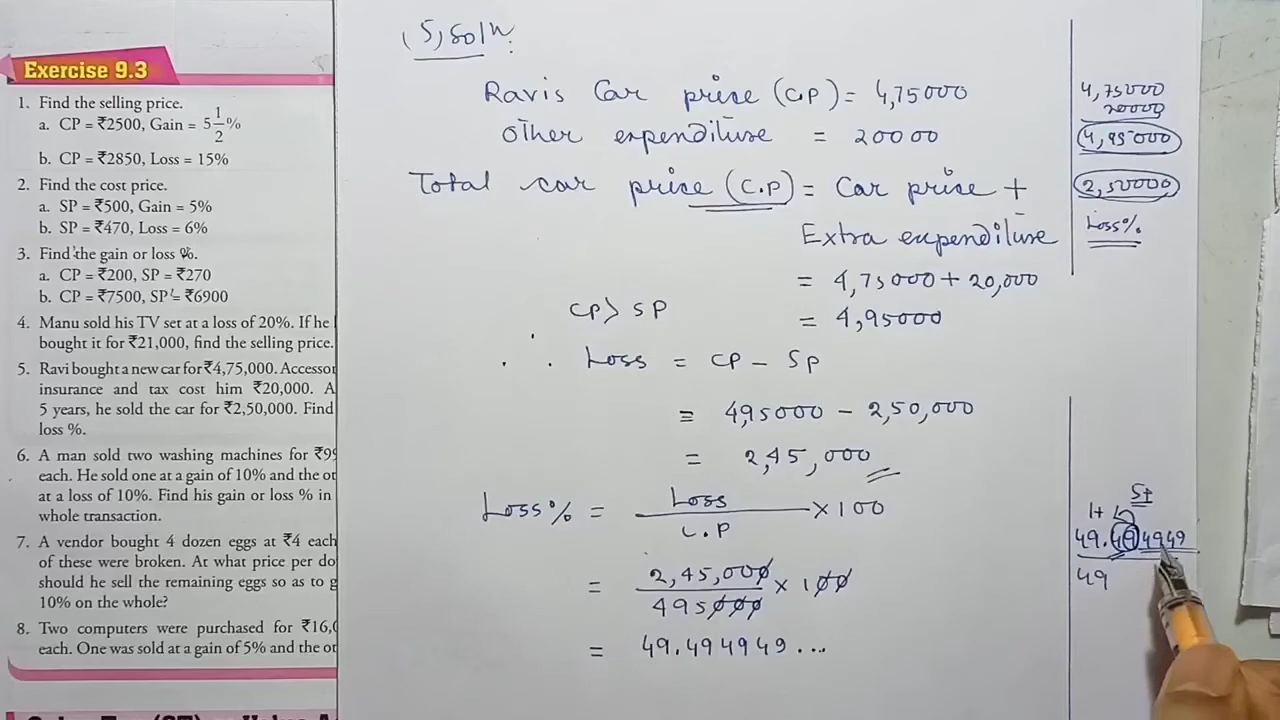 Exercise 9.3
1. Find the selling price.
a. CP = ₹2500, Gain = 5 1/2 %
b. CP = ₹2850, Loss = 15%
2. Find the cost price.
a. SP = ₹500, Gain = 5%
b. SP = ₹470, Loss = 6%
3. Find the gain or loss %.
a. CP = ₹200, SP = ₹270
b. CP = ₹7500, SP = ₹6900
4. Manu sold his TV set at a loss of 20%. If he
bought it for ₹21,000, find the selling price.
5. Ravi bought a new car for ₹4,75,000. Accessor
insurance and tax cost him ₹20,000. A
5 years, he sold the car for ₹2,50,000. Find
loss %.
6. A man sold two washing machines for ₹99
each. He sold one at a gain of 10% and the ot
at a loss of 10%. Find his gain or loss % in
whole transaction.
7. A vendor bought 4 dozen eggs at ₹4 each
of these were broken. At what price per do
should he sell the remaining eggs so as to g
10% on the whole?
8. Two computers were purchased for ₹16,0
each. One was sold at a gain of 5% and the ot
(5) Soln:
Ravis Car prise (C.P) = 4,75000
Other expenditure = 20000
Total car prise (C.P) = Car prise +
Extra expenditure
= 4,75000 + 20,000
= 4,95000
CP > SP
∴ Loss = CP - SP
= 495000 - 2,50,000
= 2,45,000
Loss% = Loss / C.P × 100
= 2,45,000 / 495000 × 100
= 49.494949...
4,75000
20000
4,95000
2,50000
Loss%
5+
1+
49.494949
49